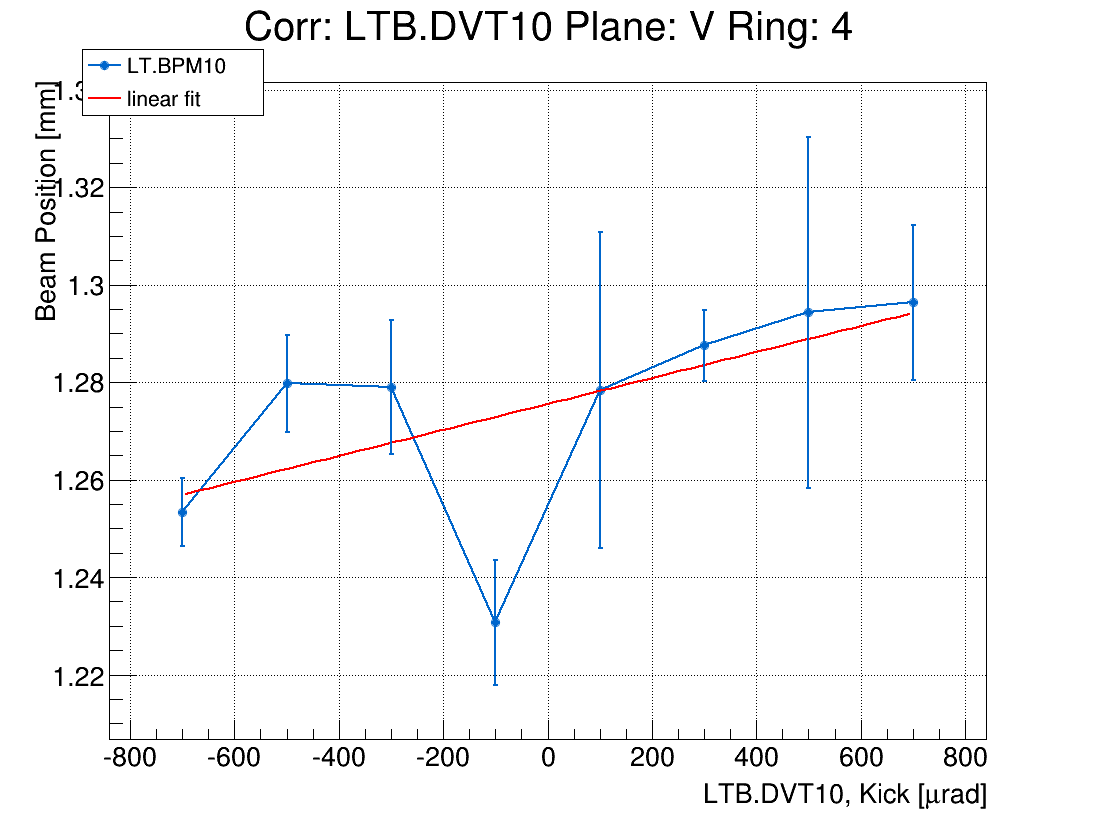 Corr: LTB.DVT10 Plane: V Ring: 4
LT.BPM10
linear fit
Beam Position [mm]
1.32
1.3
1.28
1.26
1.24
1.22
-800 -600 -400 -200 0 200 400 600 800
LTB.DVT10, Kick [μrad]